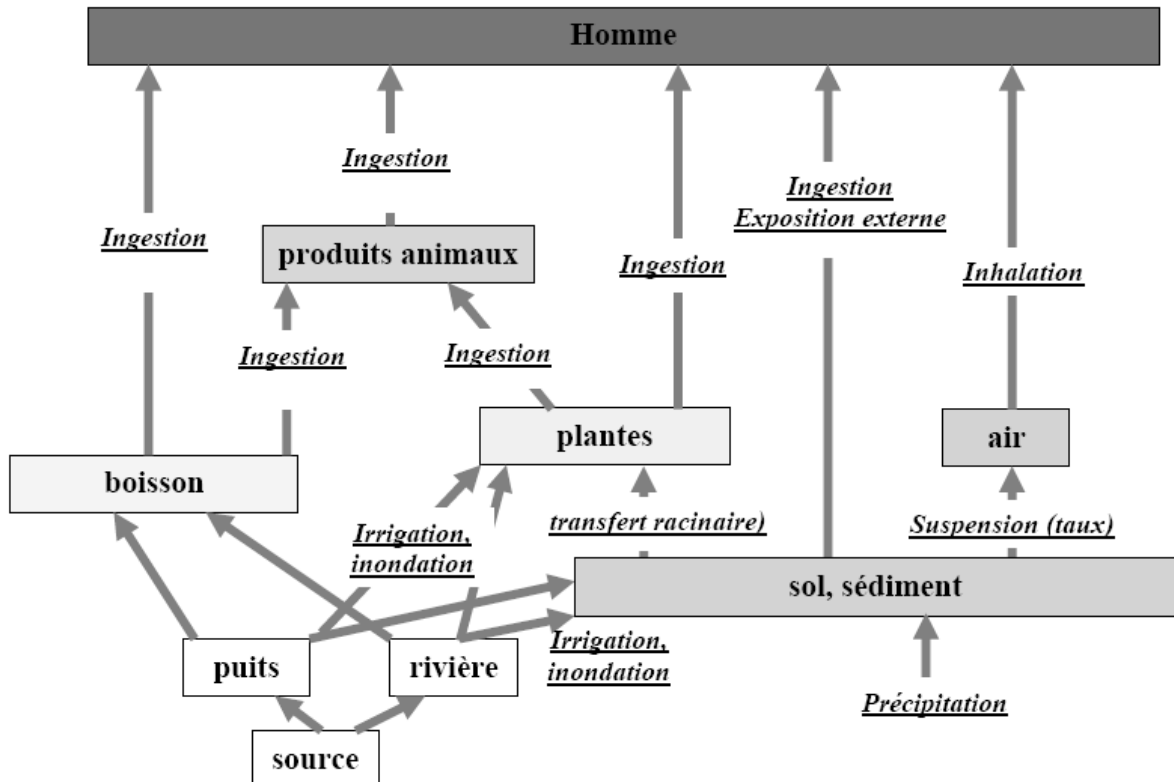 Homme
Ingestion
Ingestion
Exposition externe
Ingestion
produits animaux
Ingestion
Inhalation
Ingestion
Ingestion
plantes
air
boisson
Irrigation,
inondation
transfert racinaire)
Suspension (taux)
sol, sédiment
puits
rivière
Irrigation,
inondation
Précipitation
source